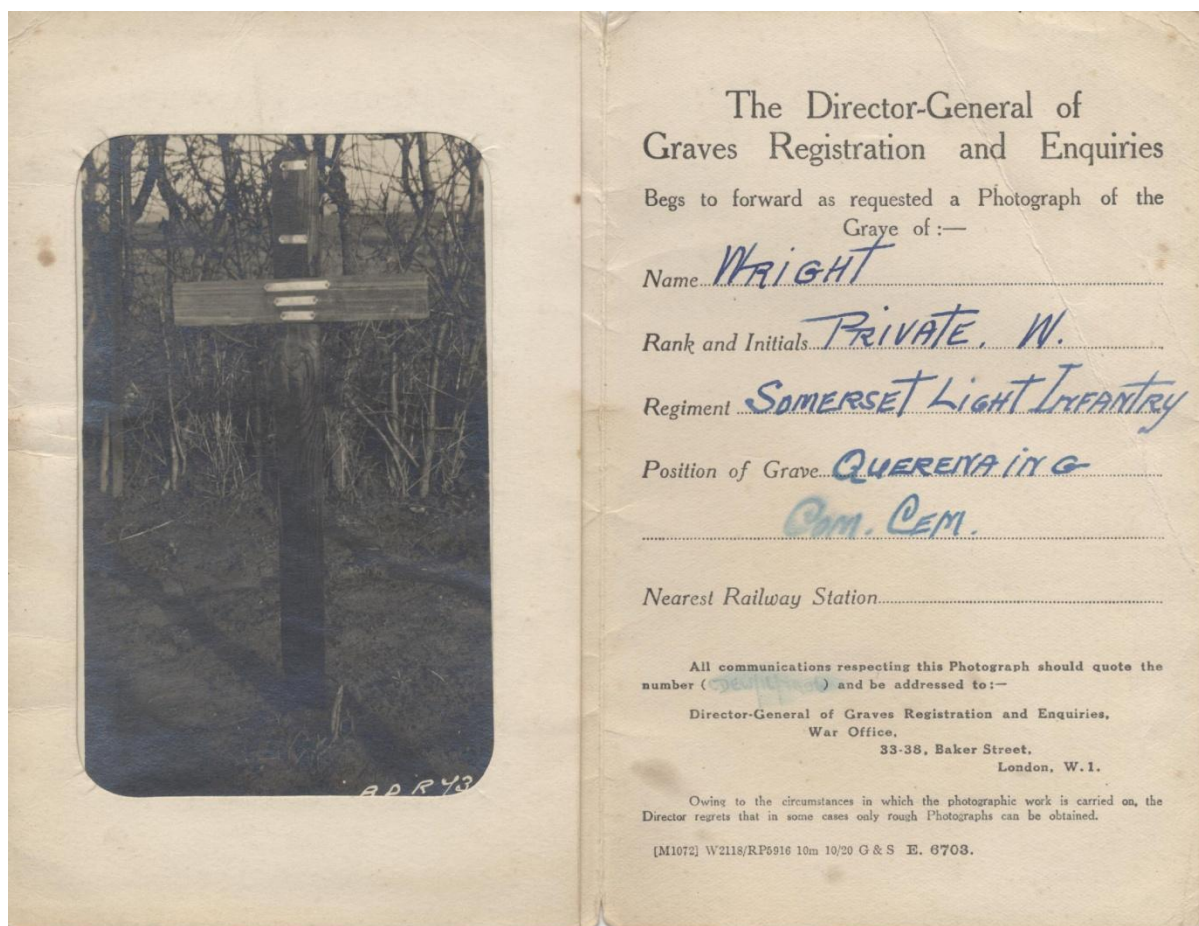 A.D.R 43
The Director-General of
Graves Registration and Enquiries
Begs to forward as requested a Photograph of the
Grave of :—
Name WRIGHT
Rank and Initials PRIVATE. W.
Regiment SOMERSET LIGHT INFANTRY
Position of Grave QUERENAING
COM. CEM.
Nearest Railway Station
All communications respecting this Photograph should quote the
number ( ) and be addressed to:—
Director-General of Graves Registration and Enquiries,
War Office,
33-38, Baker Street,
London, W.1.
Owing to the circumstances in which the photographic work is carried on, the
Director regrets that in some cases only rough Photographs can be obtained.
[M1072] W2118/RP5916 10m 10/20 G & S E. 6703.